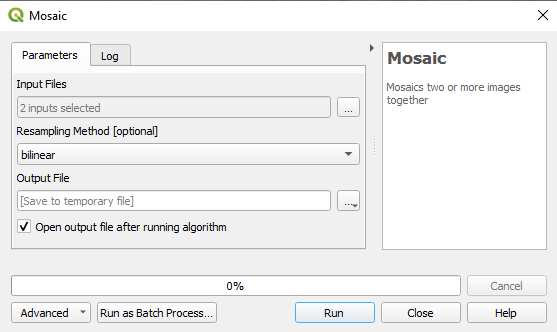 Mosaic
Parameters
Log
Input Files
2 inputs selected
...
Resampling Method [optional]
bilinear
Output File
[Save to temporary file]
...
Open output file after running algorithm
Mosaic
Mosaics two or more images
together
0%
Cancel
Advanced
Run as Batch Process...
Run
Close
Help